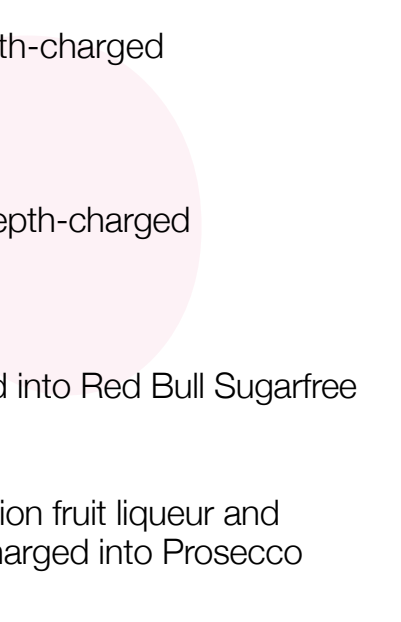 th-charged
epth-charged
d into Red Bull Sugarfree
ion fruit liqueur and
harged into Prosecco